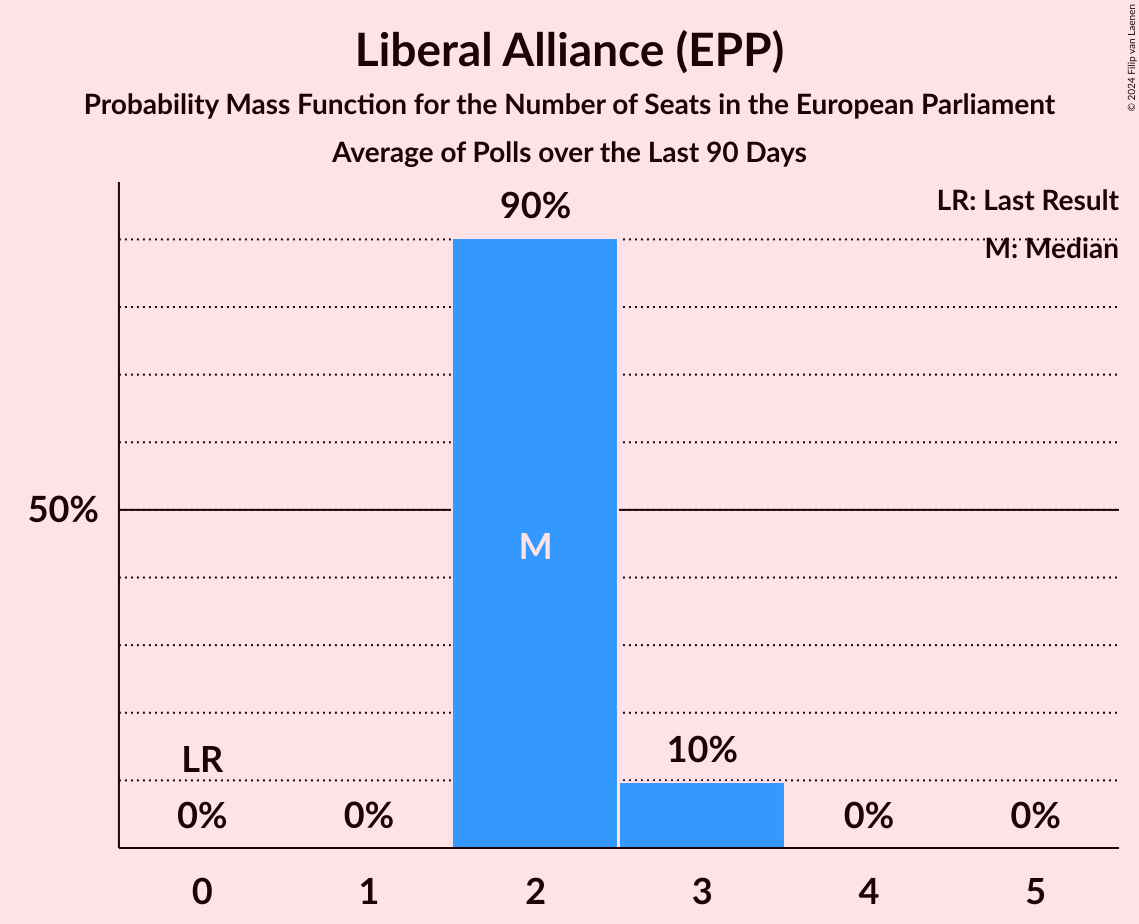 Liberal Alliance (EPP)
Probability Mass Function for the Number of Seats in the European Parliament
Average of Polls over the Last 90 Days
© 2024 Filip van Laenen
LR: Last Result
M: Median
90%
50%
M
10%
LR
0%
0%
0%
0%
0
1
2
3
4
5